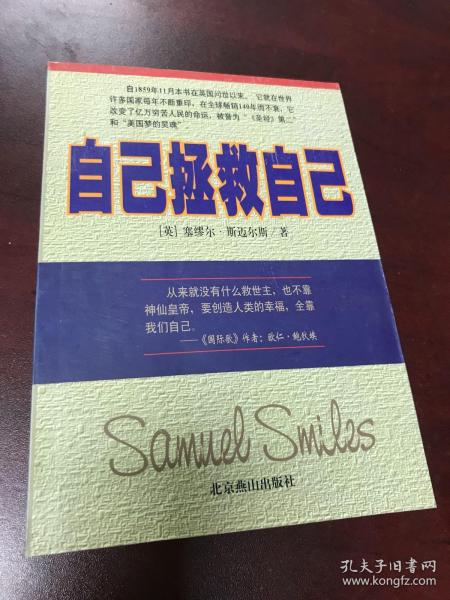 自1859年11月本书在英国问世以来，它就在世界
许多国家每年不断重印，在全球畅销140年而不衰，它
改变了亿万穷苦人民的命运，被誉为“《圣经》第二”
和“美国梦的灵魂”
自己拯救自己
[英] 塞缪尔·斯迈尔斯／著
从来就没有什么救世主，也不靠
神仙皇帝，要创造人类的幸福，全靠
我们自己。
——《国际歌》作者：欧仁·鲍狄埃
Samuel Smiles
北京燕山出版社
孔夫子旧书网
www.kongfz.com